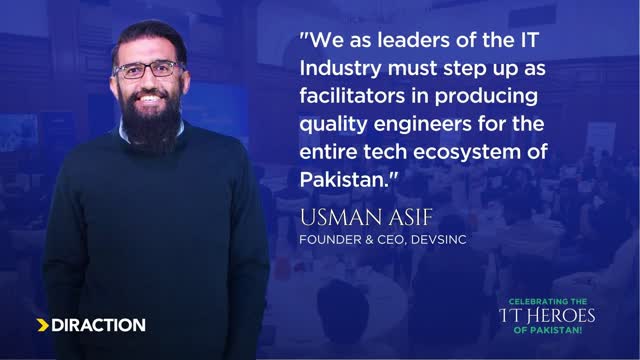 "We as leaders of the IT
Industry must step up as
facilitators in producing
quality engineers for the
entire tech ecosystem of
Pakistan."
USMAN ASIF
FOUNDER & CEO, DEVSINC
DIRACTION
CELEBRATING THE
IT HEROES
OF PAKISTAN!